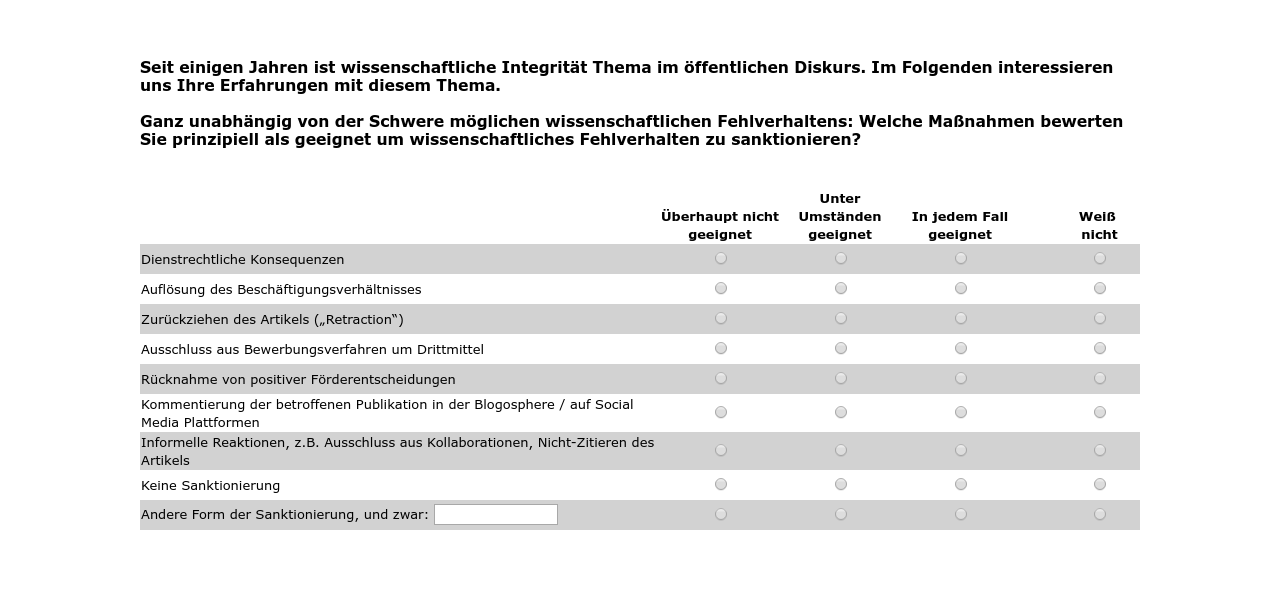 Seit einigen Jahren ist wissenschaftliche Integrität Thema im öffentlichen Diskurs. Im Folgenden interessieren
uns Ihre Erfahrungen mit diesem Thema.
Ganz unabhängig von der Schwere möglichen wissenschaftlichen Fehlverhaltens: Welche Maßnahmen bewerten
Sie prinzipiell als geeignet um wissenschaftliches Fehlverhalten zu sanktionieren?
Überhaupt nicht
geeignet
Unter
Umständen
geeignet
In jedem Fall
geeignet
Weiß
nicht
Dienstrechtliche Konsequenzen
Auflösung des Beschäftigungsverhältnisses
Zurückziehen des Artikels („Retraction“)
Ausschluss aus Bewerbungsverfahren um Drittmittel
Rücknahme von positiver Förderentscheidungen
Kommentierung der betroffenen Publikation in der Blogosphere / auf Social
Media Plattformen
Informelle Reaktionen, z.B. Ausschluss aus Kollaborationen, Nicht-Zitieren des
Artikels
Keine Sanktionierung
Andere Form der Sanktionierung, und zwar: